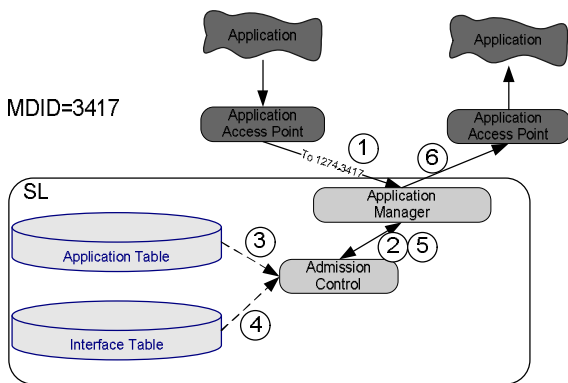 Application
Application
MDID=3417
Application
Access Point
Application
Access Point
1
6
To 1274-3417
SL
Application
Manager
3
2
5
Application Table
Admission
Control
4
Interface Table